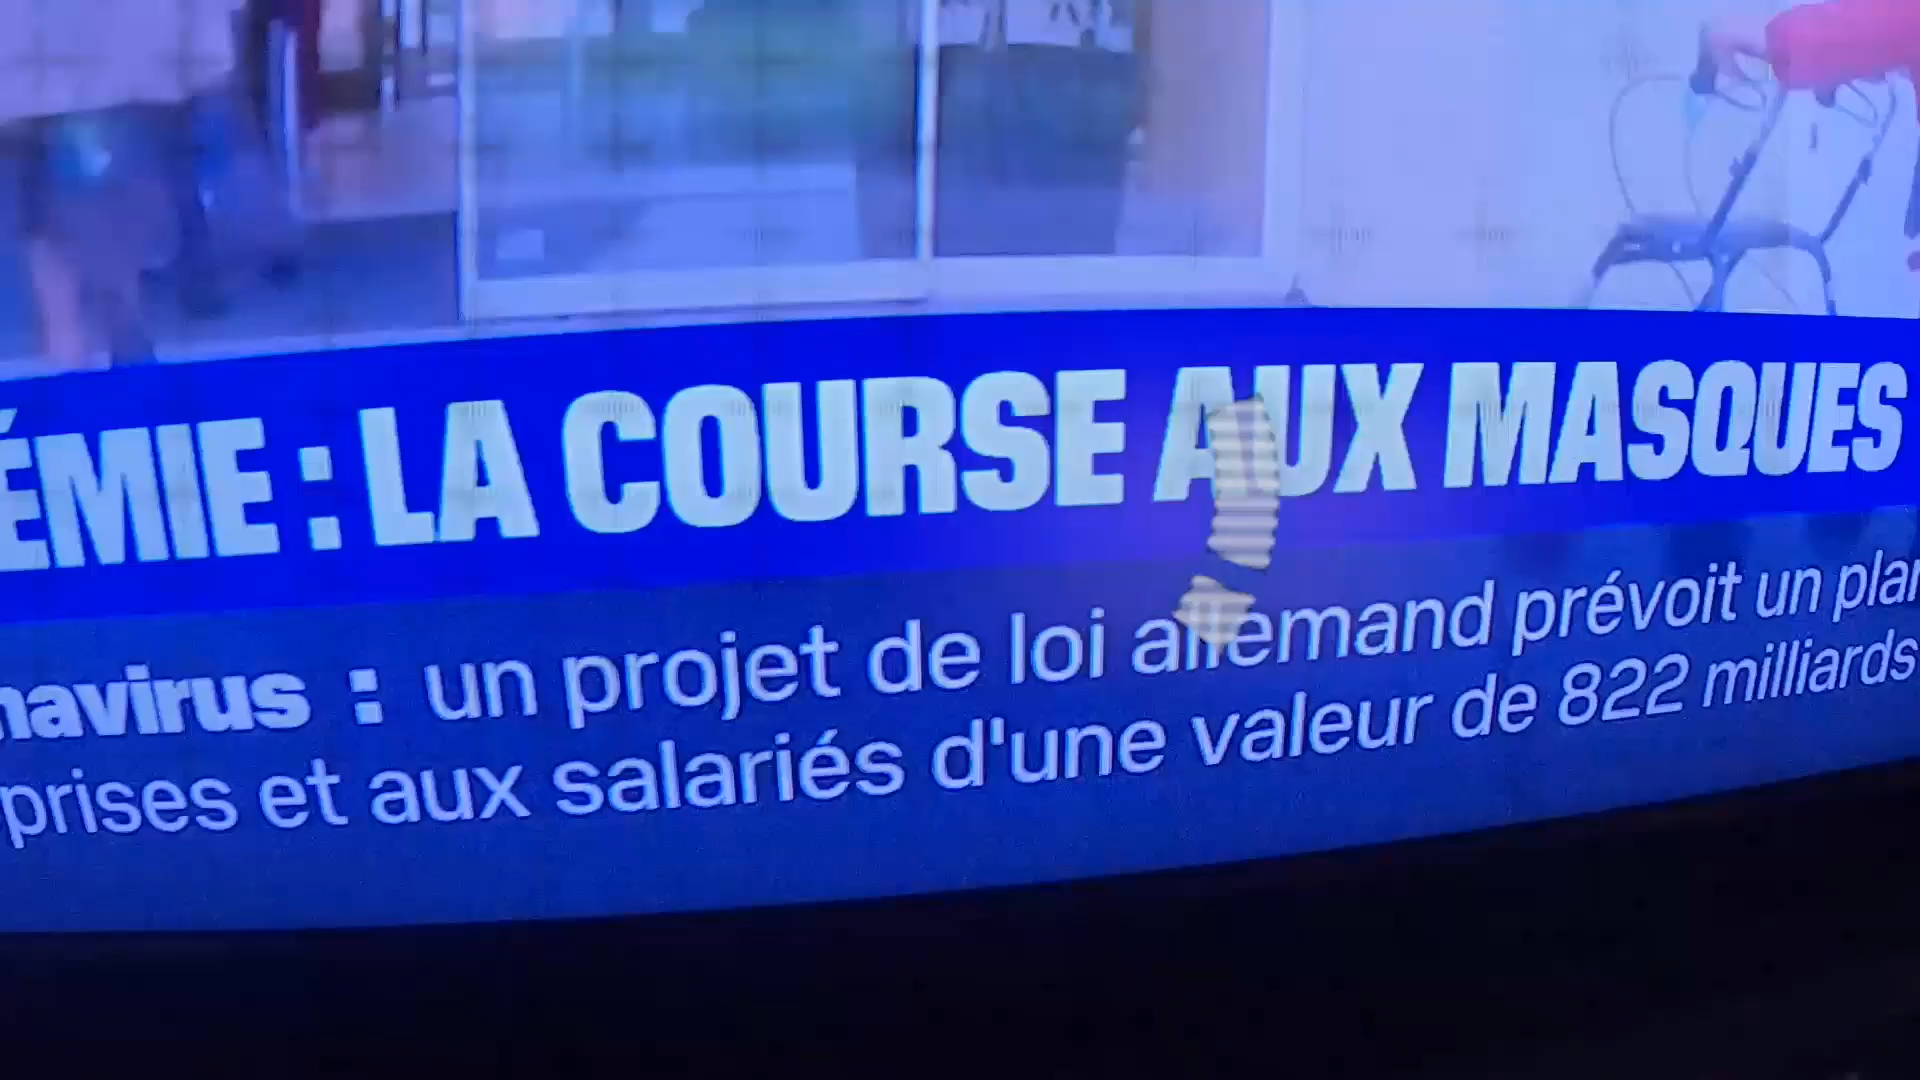 ÉMIE : LA COURSE AUX MASQUES
navirus : un projet de loi allemand prévoit un plan
prises et aux salariés d'une valeur de 822 milliards